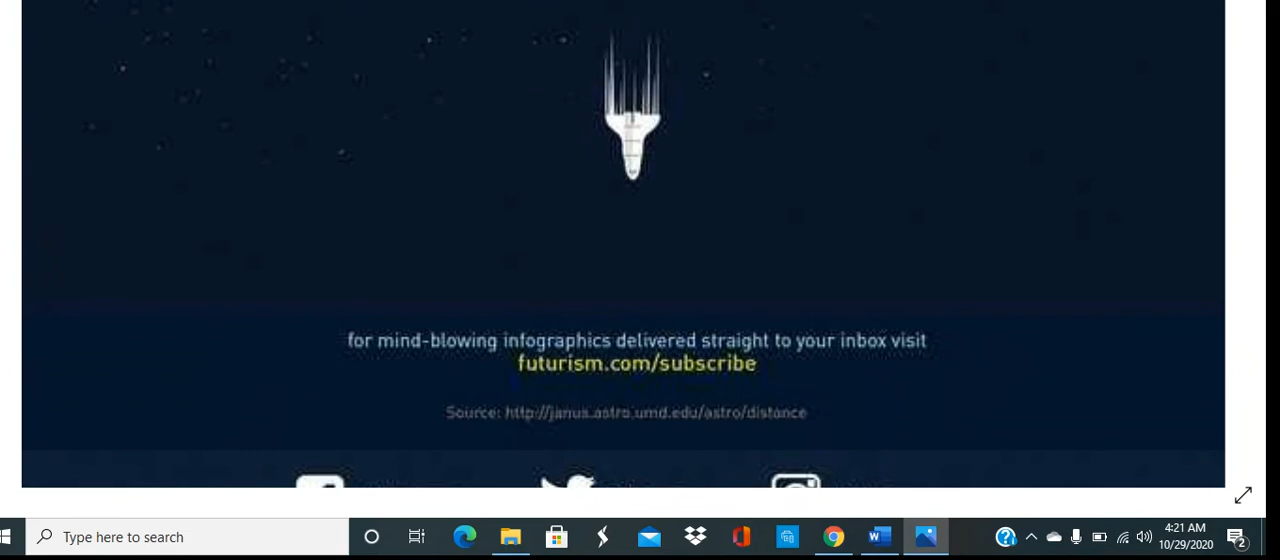 for mind-blowing infographics delivered straight to your inbox visit
futurism.com/subscribe
Source: http://janus.astro.umd.edu/astro/distance
Type here to search
4:21 AM
10/29/2020
2